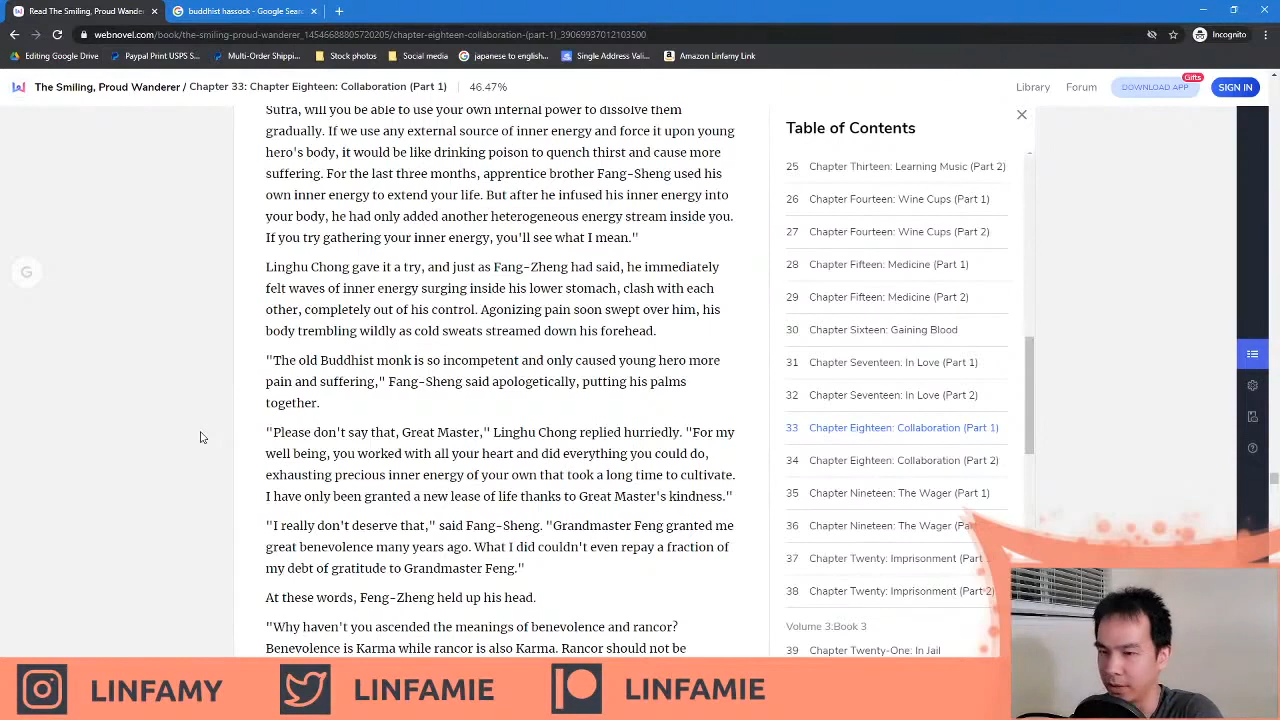 Read The Smiling, Proud Wande
buddhist hassock - Google Sear
webnovel.com/book/the-smiling-proud-wanderer_14546688805720205/chapter-eighteen-collaboration-(part-1)_39069937012103500
Incognito
Editing Google Drive
Paypal Print USPS S...
Multi-Order Shippi...
Stock photos
Social media
japanese to english...
Single Address Vali...
Amazon Linfamy Link
The Smiling, Proud Wanderer / Chapter 33: Chapter Eighteen: Collaboration (Part 1)
46.47%
Library
Forum
DOWNLOAD APP
Gifts
SIGN IN
Sutra, will you be able to use your own internal power to dissolve them
gradually. If we use any external source of inner energy and force it upon young
hero's body, it would be like drinking poison to quench thirst and cause more
suffering. For the last three months, apprentice brother Fang-Sheng used his
own inner energy to extend your life. But after he infused his inner energy into
your body, he had only added another heterogeneous energy stream inside you.
If you try gathering your inner energy, you'll see what I mean."
Linghu Chong gave it a try, and just as Fang-Zheng had said, he immediately
felt waves of inner energy surging inside his lower stomach, clash with each
other, completely out of his control. Agonizing pain soon swept over him, his
body trembling wildly as cold sweats streamed down his forehead.
"The old Buddhist monk is so incompetent and only caused young hero more
pain and suffering," Fang-Sheng said apologetically, putting his palms
together.
"Please don't say that, Great Master," Linghu Chong replied hurriedly. "For my
well being, you worked with all your heart and did everything you could do,
exhausting precious inner energy of your own that took a long time to cultivate.
I have only been granted a new lease of life thanks to Great Master's kindness."
"I really don't deserve that," said Fang-Sheng. "Grandmaster Feng granted me
great benevolence many years ago. What I did couldn't even repay a fraction of
my debt of gratitude to Grandmaster Feng."
At these words, Feng-Zheng held up his head.
"Why haven't you ascended the meanings of benevolence and rancor?
Benevolence is Karma while rancor is also Karma. Rancor should not be
Table of Contents
25 Chapter Thirteen: Learning Music (Part 2)
26 Chapter Fourteen: Wine Cups (Part 1)
27 Chapter Fourteen: Wine Cups (Part 2)
28 Chapter Fifteen: Medicine (Part 1)
29 Chapter Fifteen: Medicine (Part 2)
30 Chapter Sixteen: Gaining Blood
31 Chapter Seventeen: In Love (Part 1)
32 Chapter Seventeen: In Love (Part 2)
33 Chapter Eighteen: Collaboration (Part 1)
34 Chapter Eighteen: Collaboration (Part 2)
35 Chapter Nineteen: The Wager (Part 1)
36 Chapter Nineteen: The Wager (Pa
37 Chapter Twenty: Imprisonment (Part
38 Chapter Twenty: Imprisonment (Part 2)
Volume 3:Book 3
39 Chapter Twenty-One: In Jail
G
LINFAMY
LINFAMIE
LINFAMIE